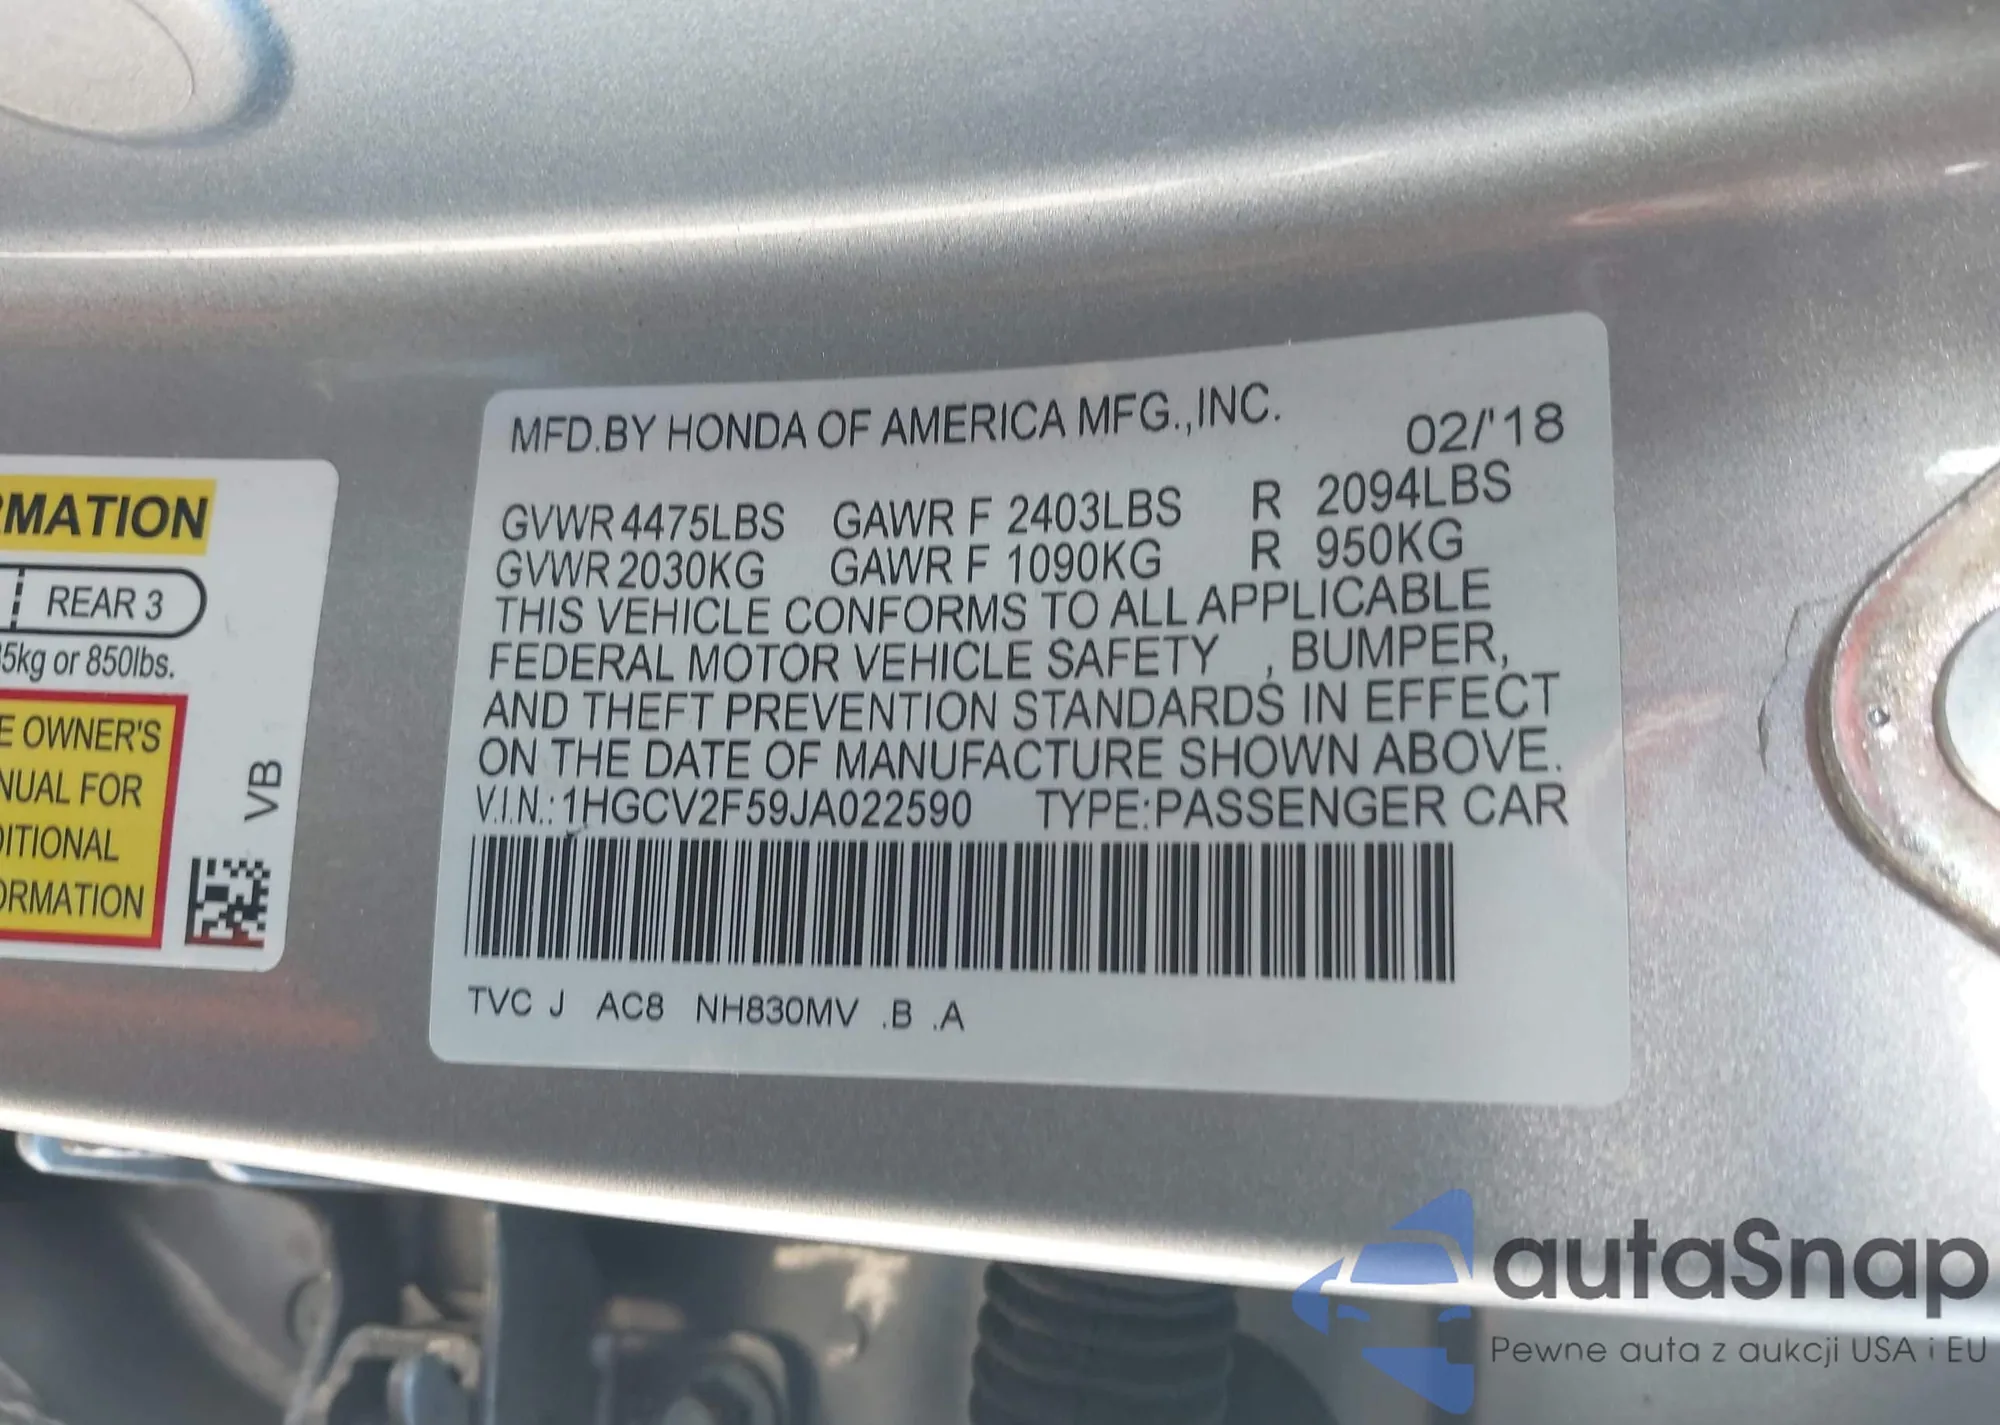 RMATION
REAR 3
5kg or 850lbs.
E OWNER'S
NUAL FOR
DITIONAL
ORMATION
VB
MFD.BY HONDA OF AMERICA MFG.,INC. 02/'18
GVWR 4475LBS GAWR F 2403LBS R 2094LBS
GVWR 2030KG GAWR F 1090KG R 950KG
THIS VEHICLE CONFORMS TO ALL APPLICABLE
FEDERAL MOTOR VEHICLE SAFETY , BUMPER,
AND THEFT PREVENTION STANDARDS IN EFFECT
ON THE DATE OF MANUFACTURE SHOWN ABOVE.
V.I.N.: 1HGCV2F59JA022590 TYPE:PASSENGER CAR
TVC J AC8 NH830MV .B .A
autaSnap
Pewne auta z aukcji USA i EU